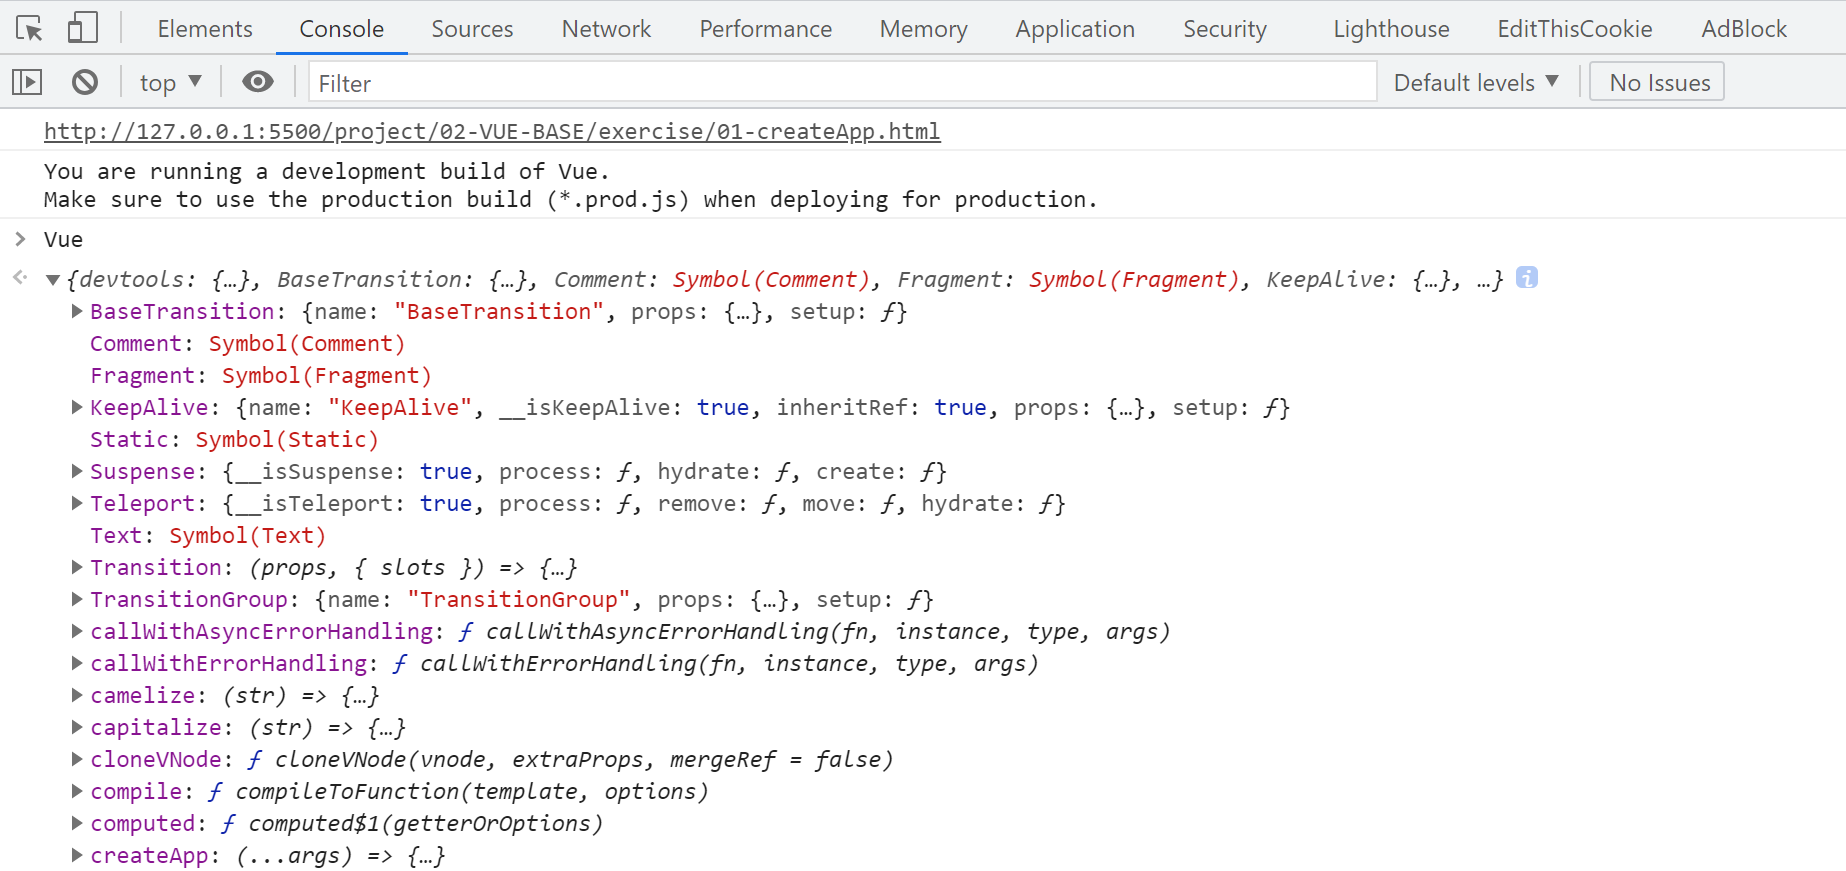 Elements Console Sources Network Performance Memory Application Security Lighthouse EditThisCookie AdBlock
top ▼ Filter Default levels ▼ No Issues
http://127.0.0.1:5500/project/02-VUE-BASE/exercise/01-createApp.html
You are running a development build of Vue.
Make sure to use the production build (*.prod.js) when deploying for production.
> Vue
▼{devtools: {…}, BaseTransition: {…}, Comment: Symbol(Comment), Fragment: Symbol(Fragment), KeepAlive: {…}, …} i
▶BaseTransition: {name: "BaseTransition", props: {…}, setup: ƒ}
Comment: Symbol(Comment)
Fragment: Symbol(Fragment)
▶KeepAlive: {name: "KeepAlive", __isKeepAlive: true, inheritRef: true, props: {…}, setup: ƒ}
Static: Symbol(Static)
▶Suspense: {__isSuspense: true, process: ƒ, hydrate: ƒ, create: ƒ}
▶Teleport: {__isTeleport: true, process: ƒ, remove: ƒ, move: ƒ, hydrate: ƒ}
Text: Symbol(Text)
▶Transition: (props, { slots }) => {…}
▶TransitionGroup: {name: "TransitionGroup", props: {…}, setup: ƒ}
▶callWithAsyncErrorHandling: ƒ callWithAsyncErrorHandling(fn, instance, type, args)
▶callWithErrorHandling: ƒ callWithErrorHandling(fn, instance, type, args)
▶camelize: (str) => {…}
▶capitalize: (str) => {…}
▶cloneVNode: ƒ cloneVNode(vnode, extraProps, mergeRef = false)
▶compile: ƒ compileToFunction(template, options)
▶computed: ƒ computed$1(getterOrOptions)
▶createApp: (...args) => {…}